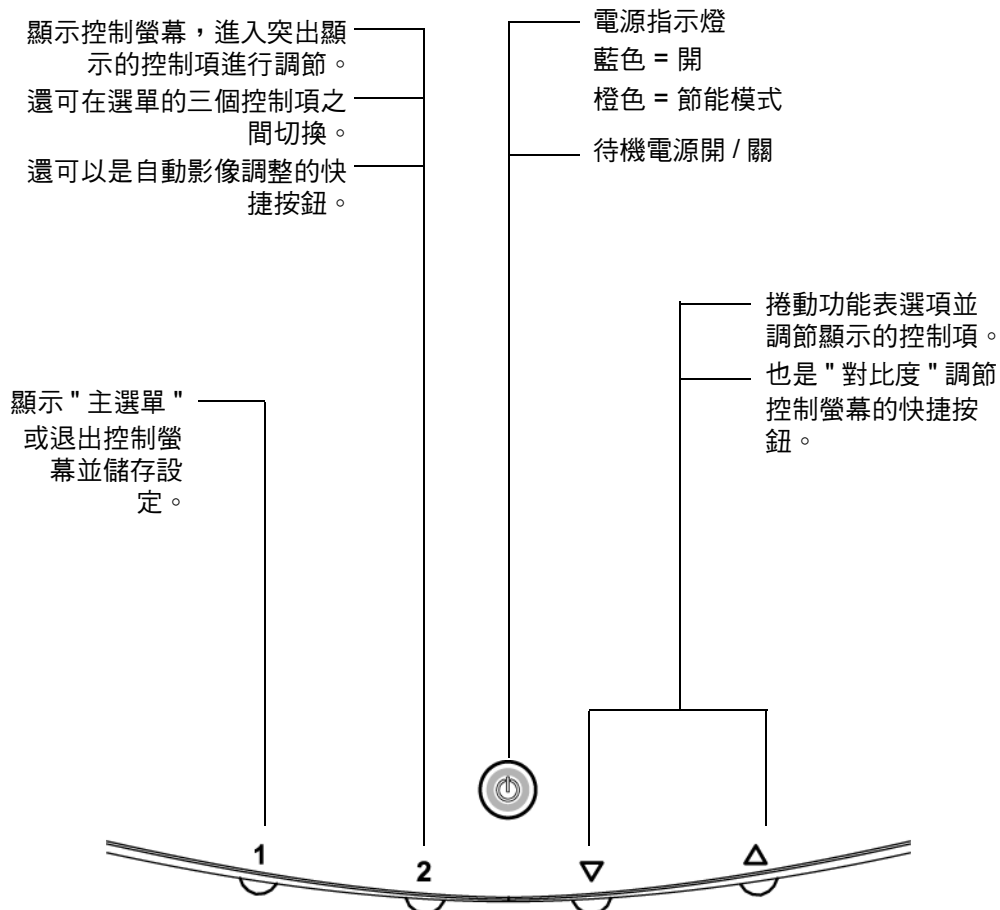 顯示控制螢幕，進入突出顯
示的控制項進行調節。
還可在選單的三個控制項之
間切換。
還可以是自動影像調整的快
捷按鈕。
電源指示燈
藍色 = 開
橙色 = 節能模式
待機電源開 / 關
捲動功能表選項並
調節顯示的控制項。
也是 " 對比度 " 調節
控制螢幕的快捷按
鈕。
顯示 " 主選單 "
或退出控制螢
幕並儲存設
定。
1
2
▽
△